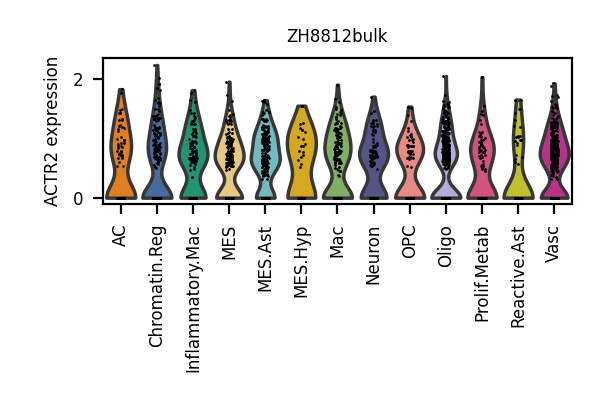 ZH8812bulk
ACTR2 expression
2
0
AC
Chromatin.Reg
Inflammatory.Mac
MES
MES.Ast
MES.Hyp
Mac
Neuron
OPC
Oligo
Prolif.Metab
Reactive.Ast
Vasc